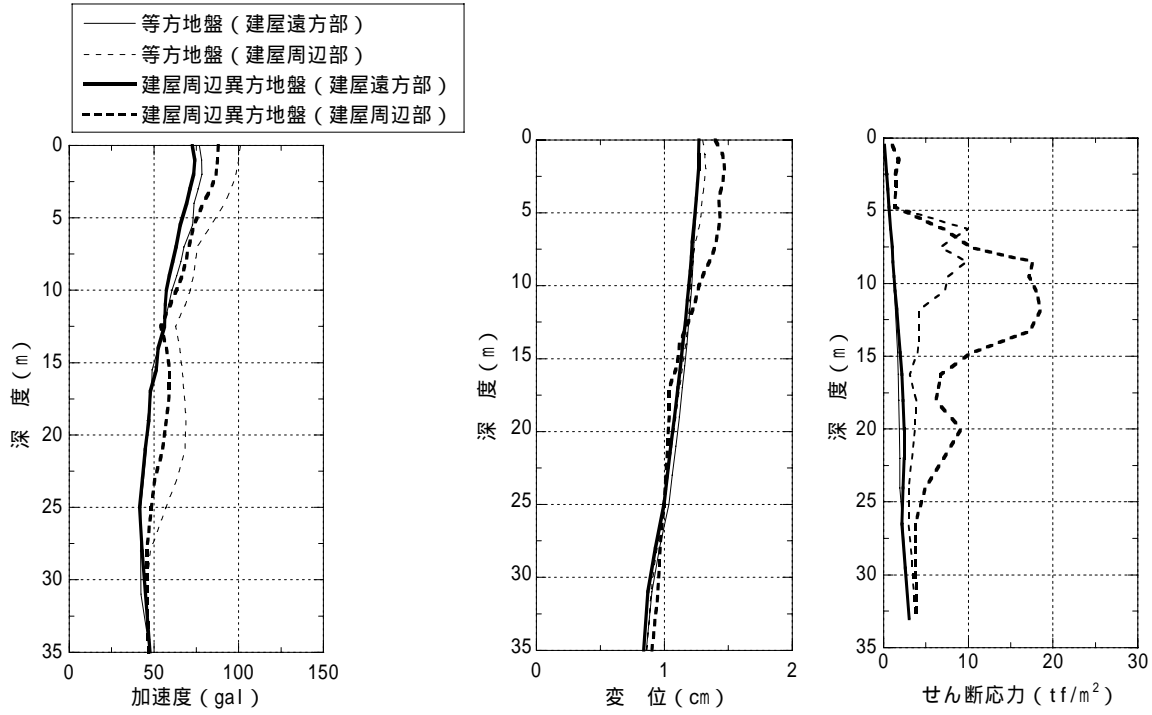 等方地盤（建屋遠方部）
等方地盤（建屋周辺部）
建屋周辺異方地盤（建屋遠方部）
建屋周辺異方地盤（建屋周辺部）
0
5
10
15
20
25
30
35
深　度（m）
0 50 100 150
加速度（gal）
0
5
10
15
20
25
30
35
深　度（m）
0 1 2
変　位（cm）
0
5
10
15
20
25
30
35
深　度（m）
0 10 20 30
せん断応力（tf/m²）